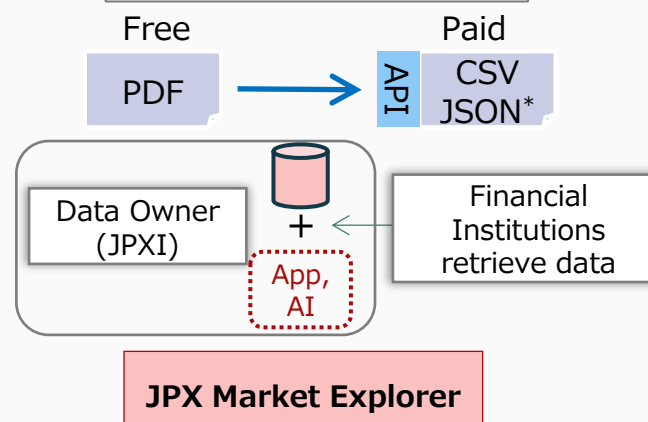 Free
Paid
PDF
API
CSV
JSON*
Data Owner
(JPXI)
+
App,
AI
Financial
Institutions
retrieve data
JPX Market Explorer